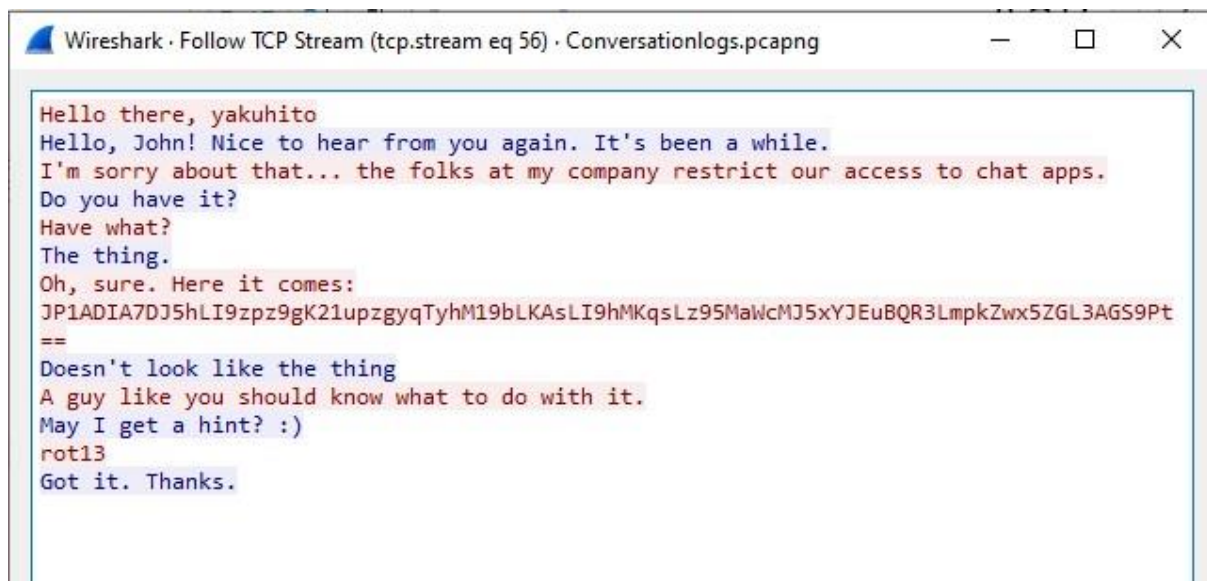 Wireshark · Follow TCP Stream (tcp.stream eq 56) · Conversationlogs.pcapng
Hello there, yakuhito
Hello, John! Nice to hear from you again. It's been a while.
I'm sorry about that... the folks at my company restrict our access to chat apps.
Do you have it?
Have what?
The thing.
Oh, sure. Here it comes:
JP1ADIA7DJ5hLI9zpz9gK21upzgyqTyhM19bLKAsLI9hMKqsLz95MaWcMJ5xYJEuBQR3LmpkZwx5ZGL3AGS9Pt
==
Doesn't look like the thing
A guy like you should know what to do with it.
May I get a hint? :)
rot13
Got it. Thanks.